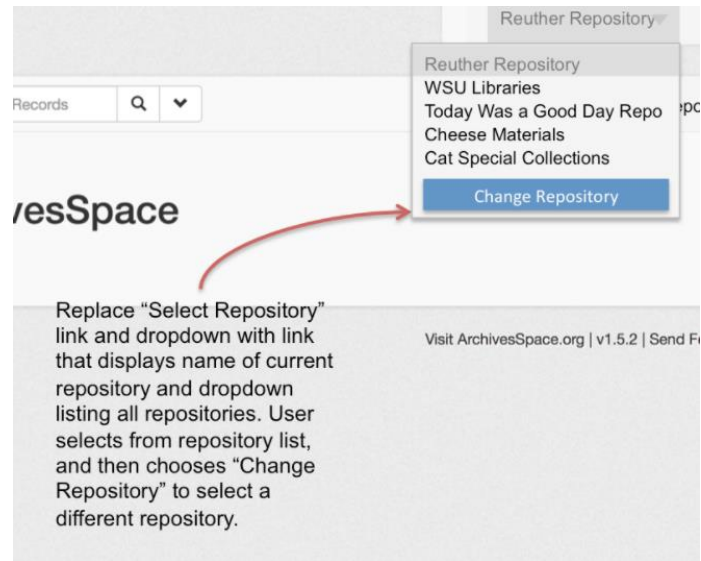 Reuther Repository
Reuther Repository
WSU Libraries
Today Was a Good Day Repo
Cheese Materials
Cat Special Collections
Change Repository
Records
vesSpace
Replace “Select Repository”
link and dropdown with link
that displays name of current
repository and dropdown
listing all repositories. User
selects from repository list,
and then chooses “Change
Repository” to select a
different repository.
Visit ArchivesSpace.org | v1.5.2 | Send Fe